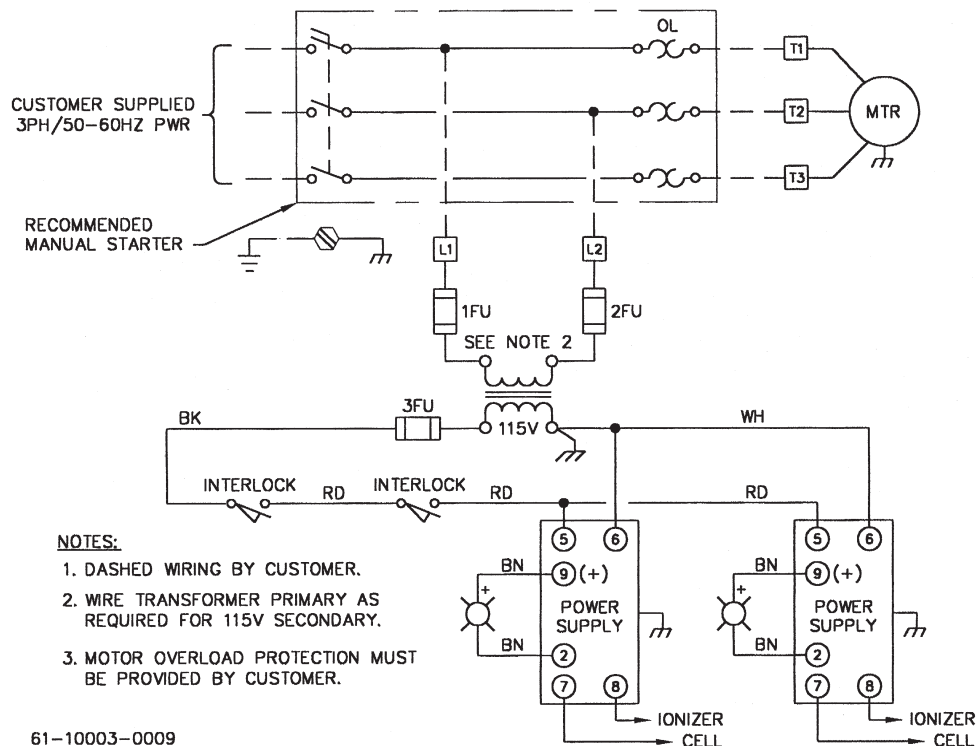 OL
T1
CUSTOMER SUPPLIED
3PH/50-60HZ PWR
T2
MTR
T3
RECOMMENDED
MANUAL STARTER
L1
L2
1FU
2FU
SEE NOTE 2
3FU
BK
115V
WH
INTERLOCK
RD
INTERLOCK
RD
RD
5
6
5
6
NOTES:
1. DASHED WIRING BY CUSTOMER.
2. WIRE TRANSFORMER PRIMARY AS
REQUIRED FOR 115V SECONDARY.
3. MOTOR OVERLOAD PROTECTION MUST
BE PROVIDED BY CUSTOMER.
BN
9 (+)
+
POWER
SUPPLY
BN
2
7
8
IONIZER
CELL
BN
9 (+)
+
POWER
SUPPLY
BN
2
7
8
IONIZER
CELL
61-10003-0009